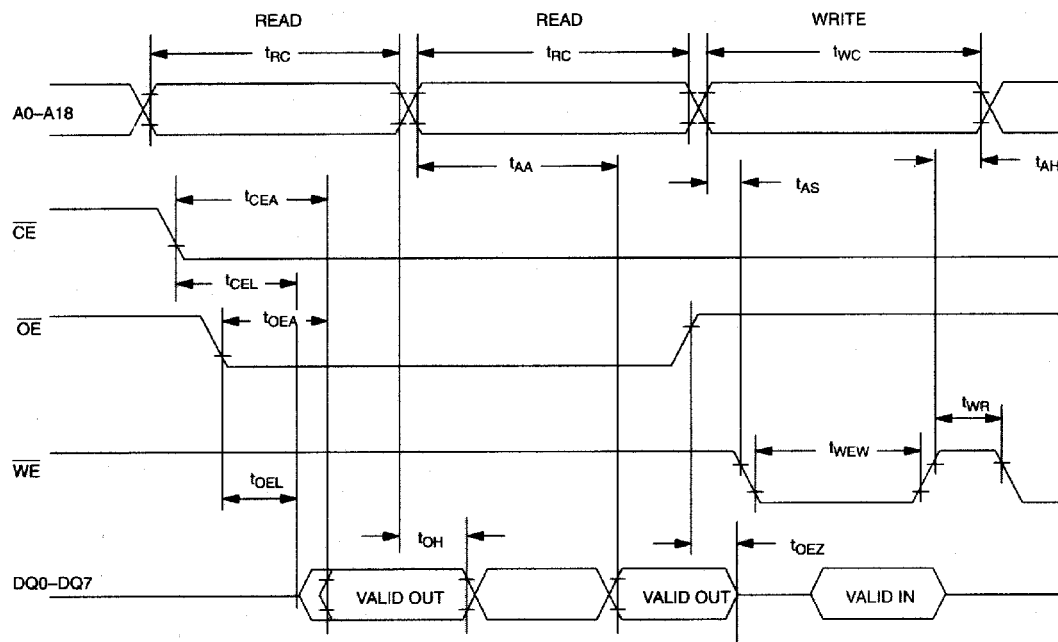 READ READ WRITE
tRC tRC tWC
A0–A18
tAA tAS tAH
tCEA
CE
tCEL
OE tOEA
tWR
WE tWEW
tOEL
tOH tOEZ
DQ0–DQ7 VALID OUT VALID OUT VALID IN